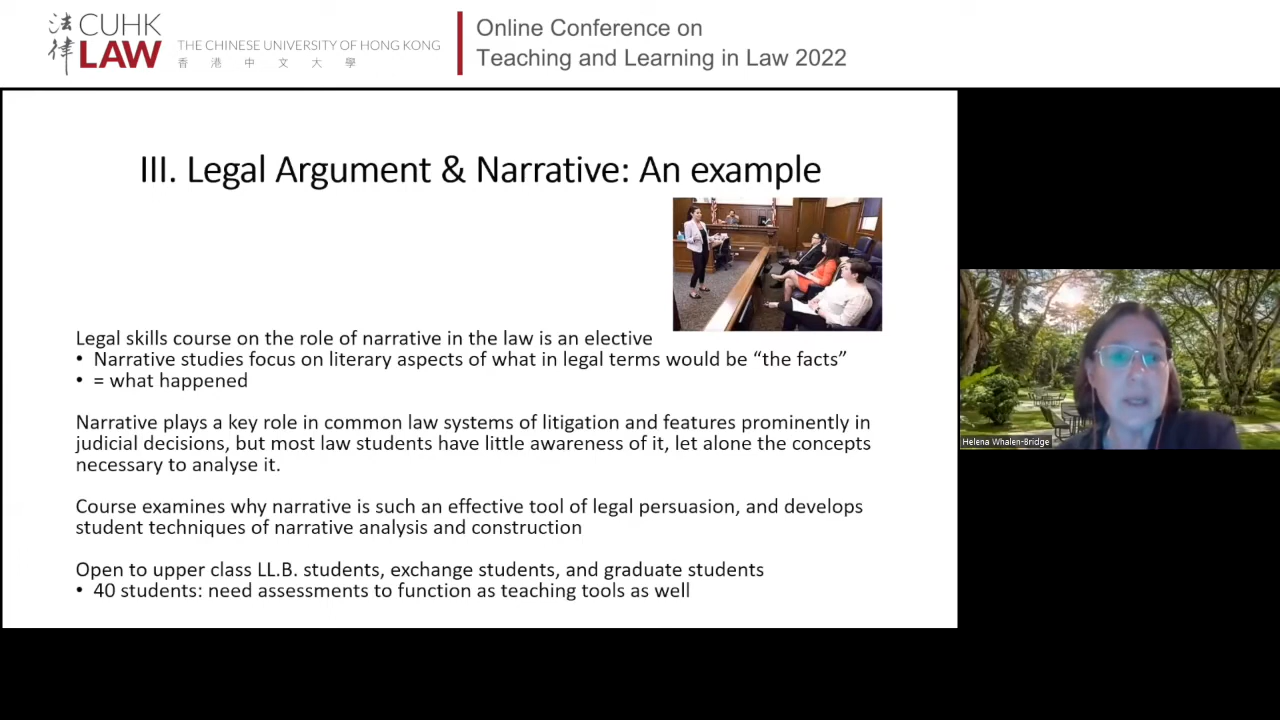 法律
CUHK
LAW
THE CHINESE UNIVERSITY OF HONG KONG
香港中文大學
Online Conference on
Teaching and Learning in Law 2022
III. Legal Argument & Narrative: An example
Legal skills course on the role of narrative in the law is an elective
• Narrative studies focus on literary aspects of what in legal terms would be “the facts”
• = what happened
Narrative plays a key role in common law systems of litigation and features prominently in
judicial decisions, but most law students have little awareness of it, let alone the concepts
necessary to analyse it.
Course examines why narrative is such an effective tool of legal persuasion, and develops
student techniques of narrative analysis and construction
Open to upper class LL.B. students, exchange students, and graduate students
• 40 students: need assessments to function as teaching tools as well
Helena Whalen-Bridge